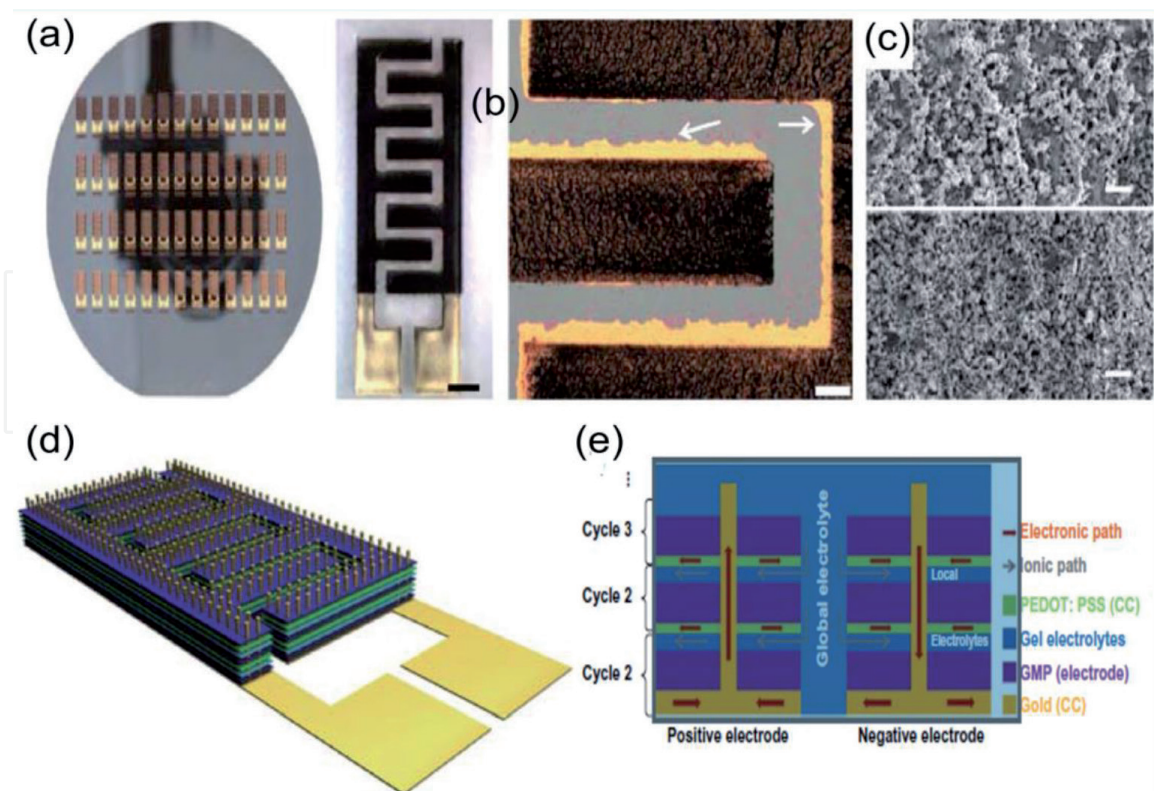 (a)
(b)
(c)
(d)
(e)
Cycle 3
Cycle 2
Cycle 2
Global electrolyte
Local
Electrolytes
Positive electrode
Negative electrode
Electronic path
Ionic path
PEDOT: PSS (CC)
Gel electrolytes
GMP (electrode)
Gold (CC)